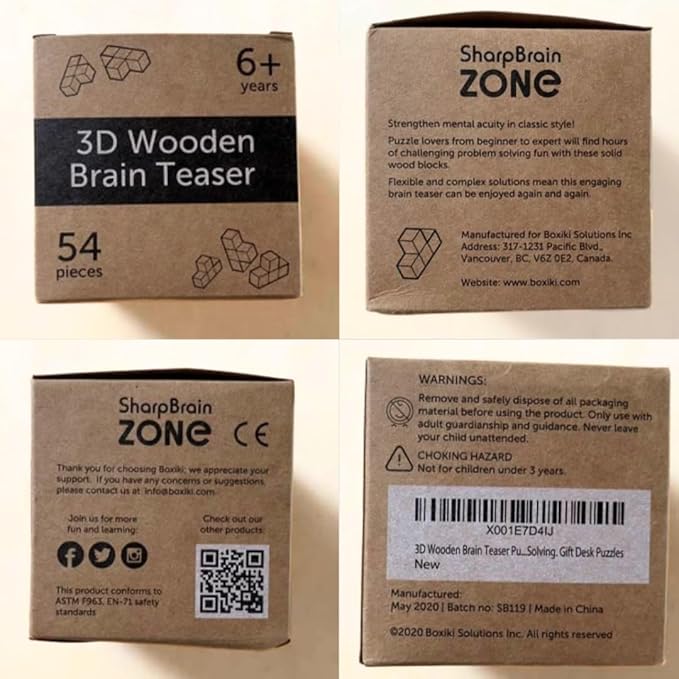 6+
years
3D Wooden
Brain Teaser
54
pieces
SharpBrain
ZONE
Strengthen mental acuity in classic style!
Puzzle lovers from beginner to expert will find hours
of challenging problem solving fun with these solid
wood blocks.
Flexible and complex solutions mean this engaging
brain teaser can be enjoyed again and again.
Manufactured for Boxiki Solutions Inc
Address: 317-1231 Pacific Blvd.,
Vancouver, BC, V6Z 0E2, Canada.
Website: www.boxiki.com
SharpBrain
ZONE CE
Thank you for choosing Boxiki; we appreciate your
support. If you have any concerns or suggestions,
please contact us at info@boxiki.com
Join us for more
fun and learning:
Check out our
other products:
This product conforms to
ASTM F963, EN-71 safety
standards
WARNINGS:
Remove and safely dispose of all packaging
material before using the product. Only use with
adult guardianship and guidance. Never leave
your child unattended.
CHOKING HAZARD
Not for children under 3 years.
X001E7D4IJ
3D Wooden Brain Teaser Pu...Solving. Gift Desk Puzzles
New
Manufactured:
May 2020 | Batch no: SB119 | Made in China
©2020 Boxiki Solutions Inc. All rights reserved